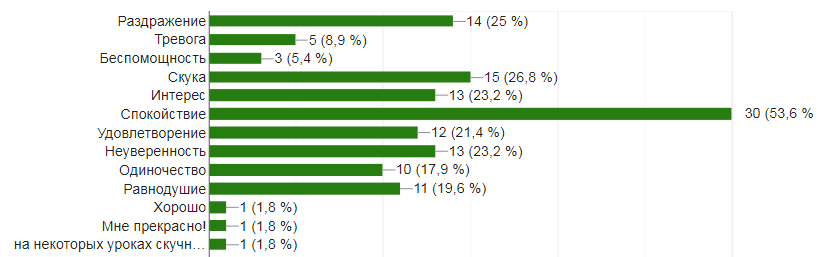 Раздражение 14 (25 %)
Тревога 5 (8,9 %)
Беспомощность 3 (5,4 %)
Скука 15 (26,8 %)
Интерес 13 (23,2 %)
Спокойствие 30 (53,6 %
Удовлетворение 12 (21,4 %)
Неуверенность 13 (23,2 %)
Одиночество 10 (17,9 %)
Равнодушие 11 (19,6 %)
Хорошо 1 (1,8 %)
Мне прекрасно! 1 (1,8 %)
на некоторых уроках скучн… 1 (1,8 %)